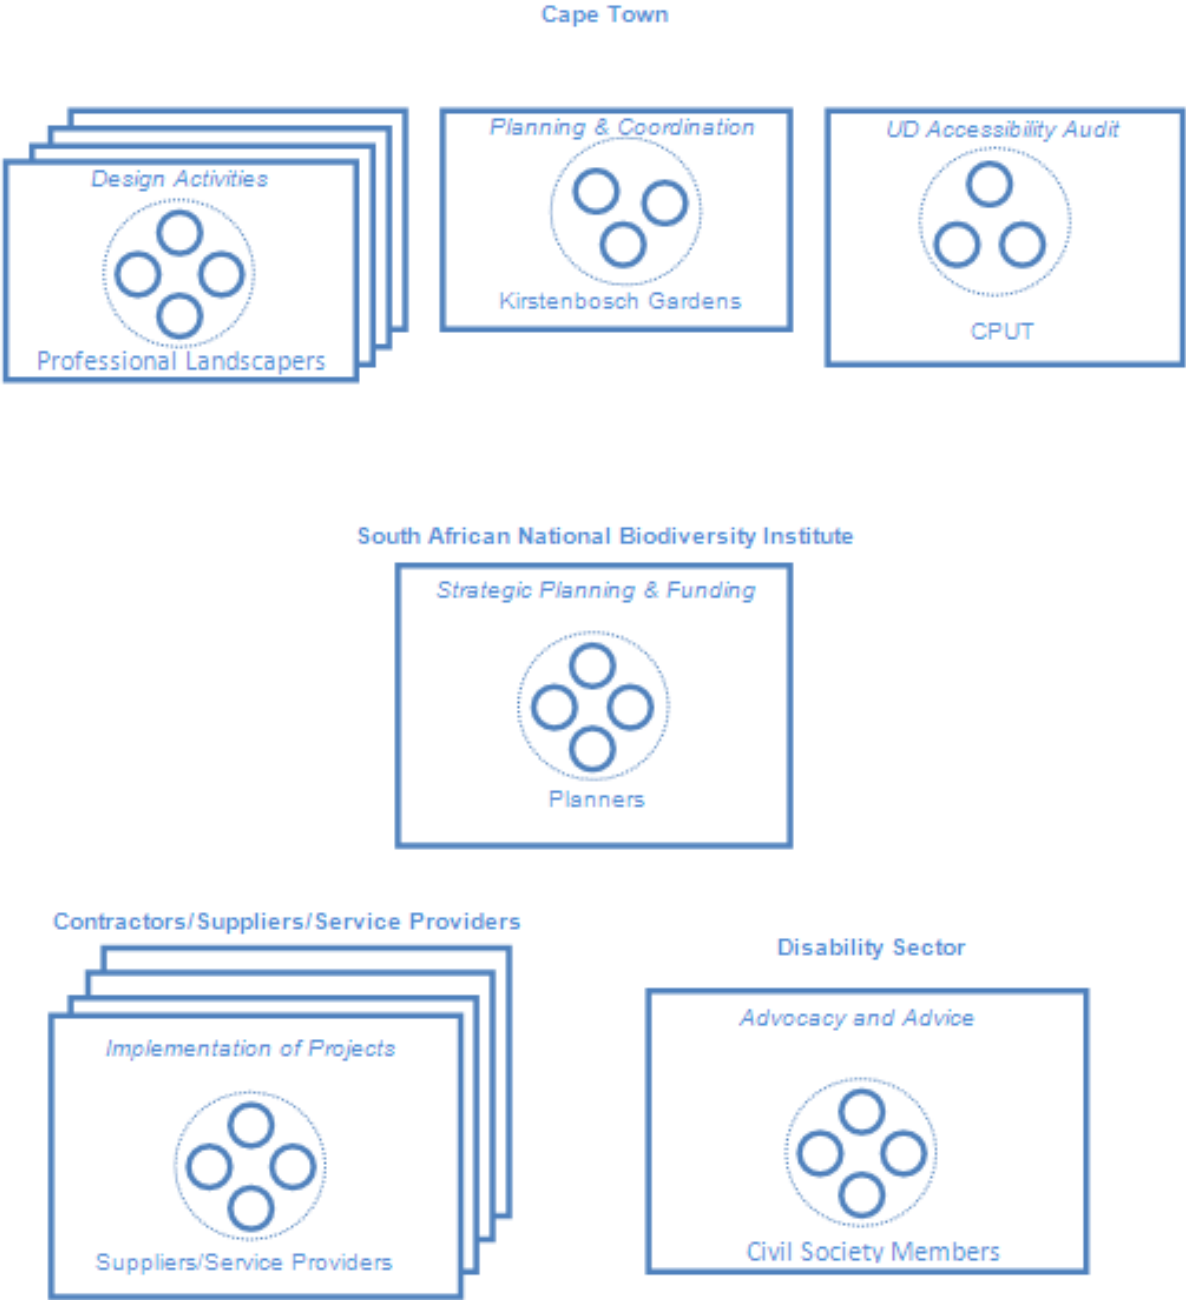 Cape Town
Design Activities
Professional Landscapers
Planning & Coordination
Kirstenbosch Gardens
UD Accessibility Audit
CPUT
South African National Biodiversity Institute
Strategic Planning & Funding
Planners
Contractors/Suppliers/Service Providers
Implementation of Projects
Suppliers/Service Providers
Disability Sector
Advocacy and Advice
Civil Society Members